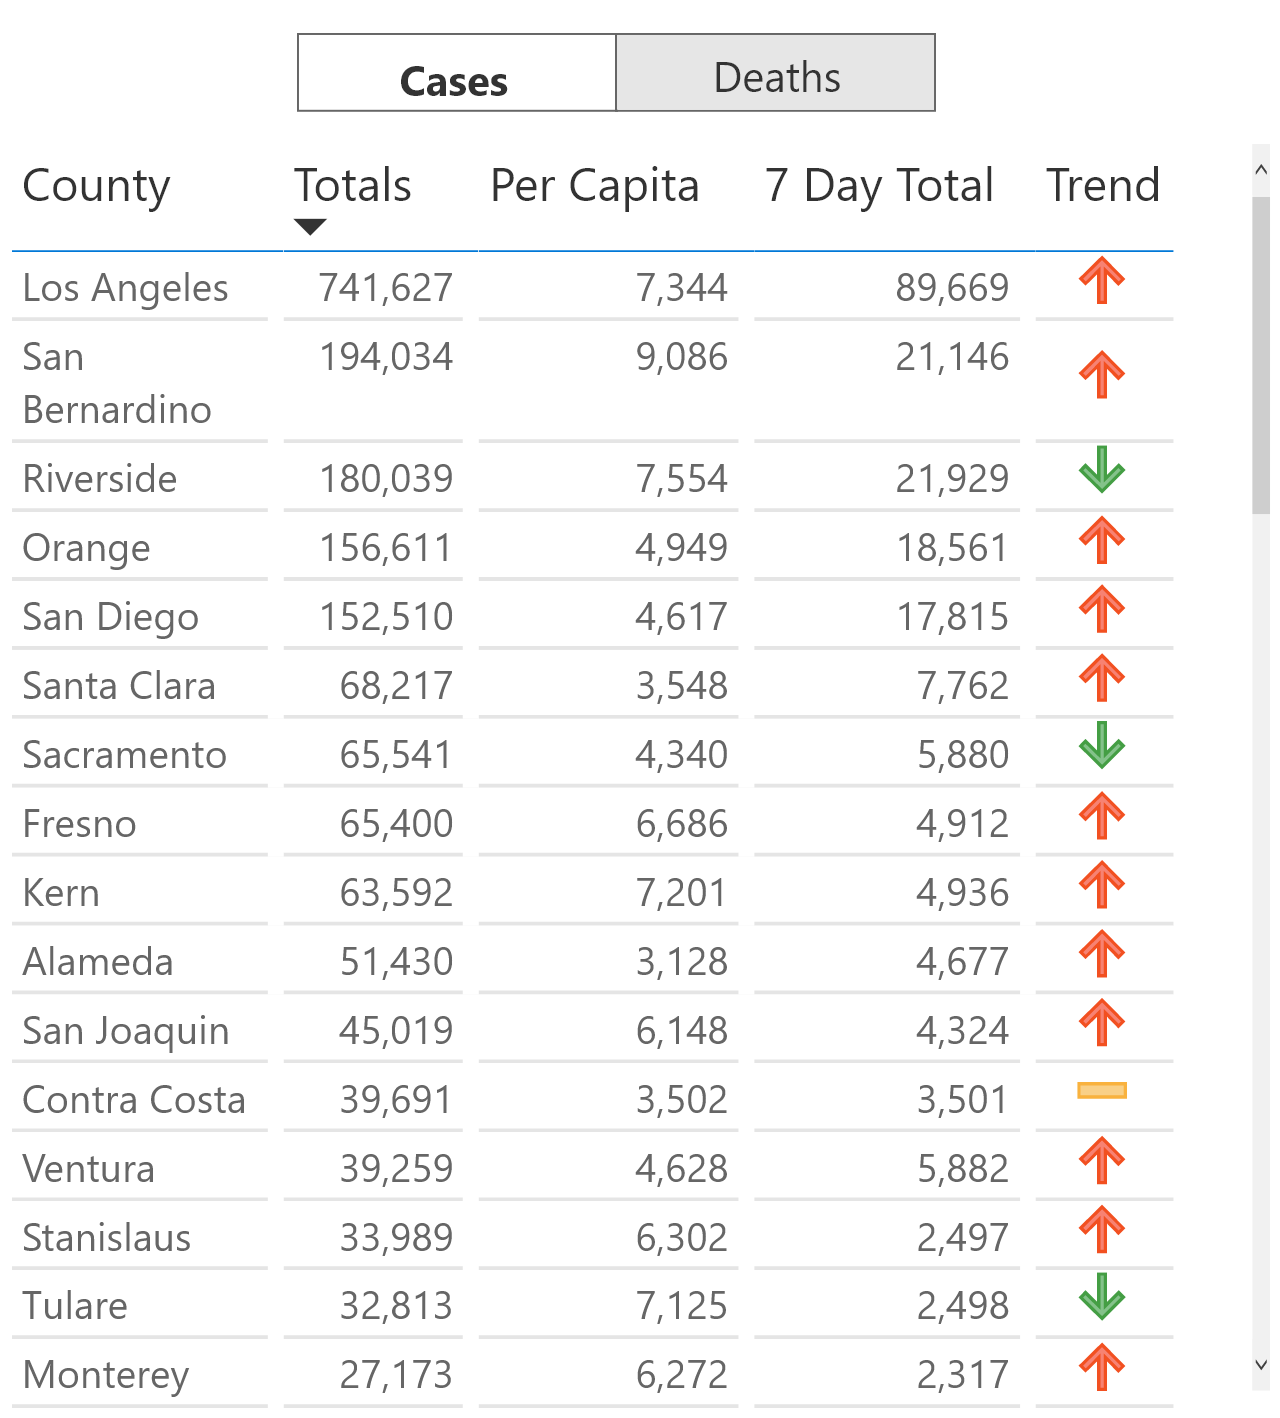 Cases Deaths
County Totals Per Capita 7 Day Total Trend
Los Angeles 741,627 7,344 89,669
San 194,034 9,086 21,146
Bernardino
Riverside 180,039 7,554 21,929
Orange 156,611 4,949 18,561
San Diego 152,510 4,617 17,815
Santa Clara 68,217 3,548 7,762
Sacramento 65,541 4,340 5,880
Fresno 65,400 6,686 4,912
Kern 63,592 7,201 4,936
Alameda 51,430 3,128 4,677
San Joaquin 45,019 6,148 4,324
Contra Costa 39,691 3,502 3,501
Ventura 39,259 4,628 5,882
Stanislaus 33,989 6,302 2,497
Tulare 32,813 7,125 2,498
Monterey 27,173 6,272 2,317